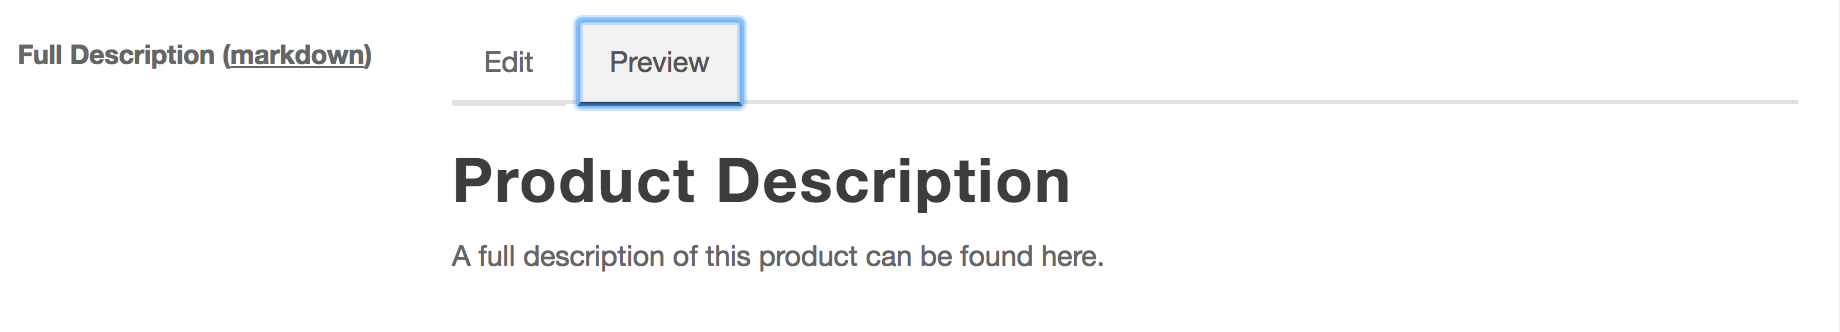 Full Description (markdown)
Edit
Preview
Product Description
A full description of this product can be found here.